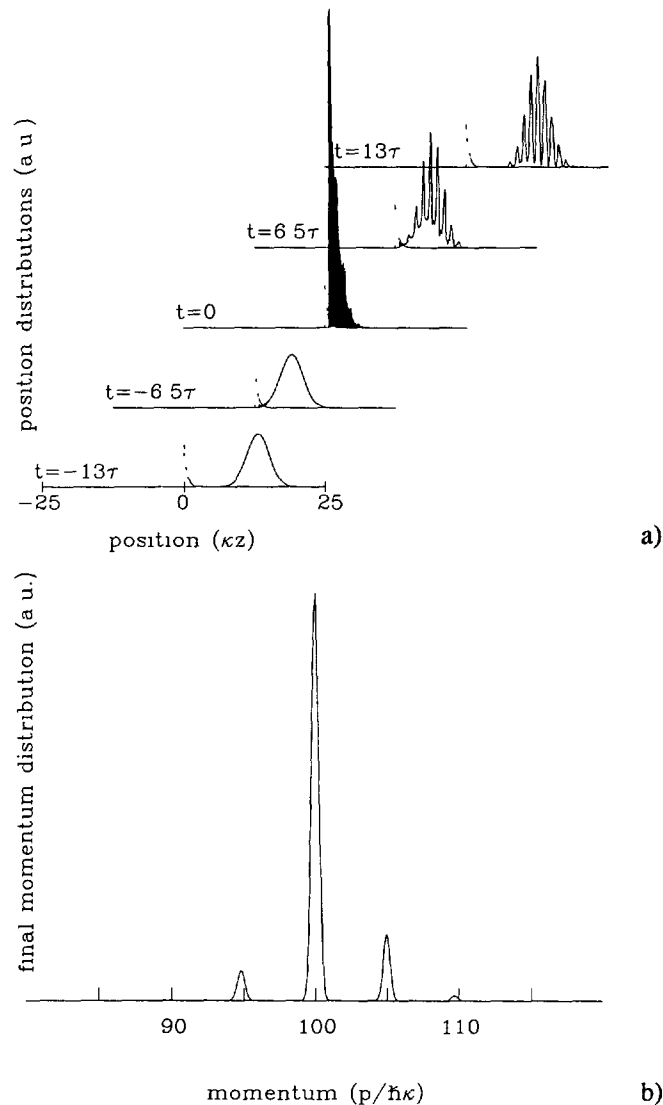 position distributions (a u)
t=13τ
t=6 5τ
t=0
t=−6 5τ
t=−13τ
−25 0 25
position (κz)
a)
final momentum distribution (a u.)
90 100 110
momentum (p/ħκ)
b)